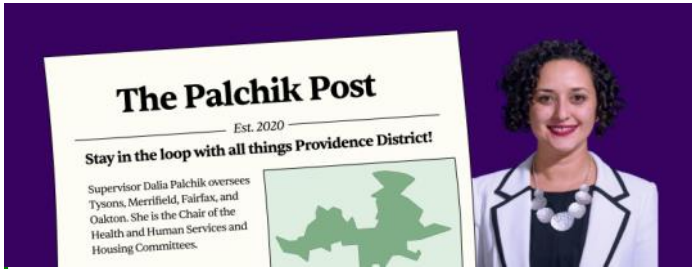 The Palchik Post
Est. 2020
Stay in the loop with all things Providence District!
Supervisor Dalia Palchik oversees
Tysons, Merrifield, Fairfax, and
Oakton. She is the Chair of the
Health and Human Services and
Housing Committees.